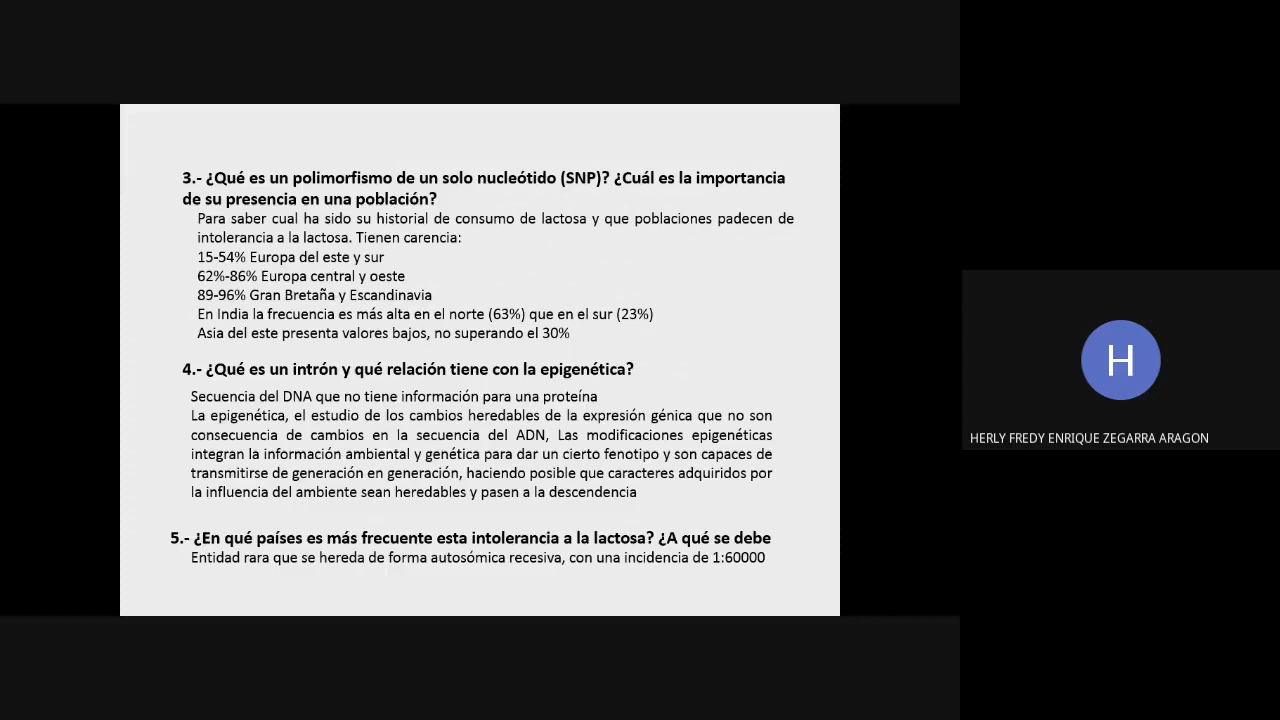 3.- ¿Qué es un polimorfismo de un solo nucleótido (SNP)? ¿Cuál es la importancia
de su presencia en una población?
Para saber cual ha sido su historial de consumo de lactosa y que poblaciones padecen de
intolerancia a la lactosa. Tienen carencia:
15-54% Europa del este y sur
62%-86% Europa central y oeste
89-96% Gran Bretaña y Escandinavia
En India la frecuencia es más alta en el norte (63%) que en el sur (23%)
Asia del este presenta valores bajos, no superando el 30%
4.- ¿Qué es un intrón y qué relación tiene con la epigenética?
Secuencia del DNA que no tiene información para una proteína
La epigenética, el estudio de los cambios heredables de la expresión génica que no son
consecuencia de cambios en la secuencia del ADN, Las modificaciones epigenéticas
integran la información ambiental y genética para dar un cierto fenotipo y son capaces de
transmitirse de generación en generación, haciendo posible que caracteres adquiridos por
la influencia del ambiente sean heredables y pasen a la descendencia
5.- ¿En qué países es más frecuente esta intolerancia a la lactosa? ¿A qué se debe
Entidad rara que se hereda de forma autosómica recesiva, con una incidencia de 1:60000
H
HERLY FREDY ENRIQUE ZEGARRA ARAGON